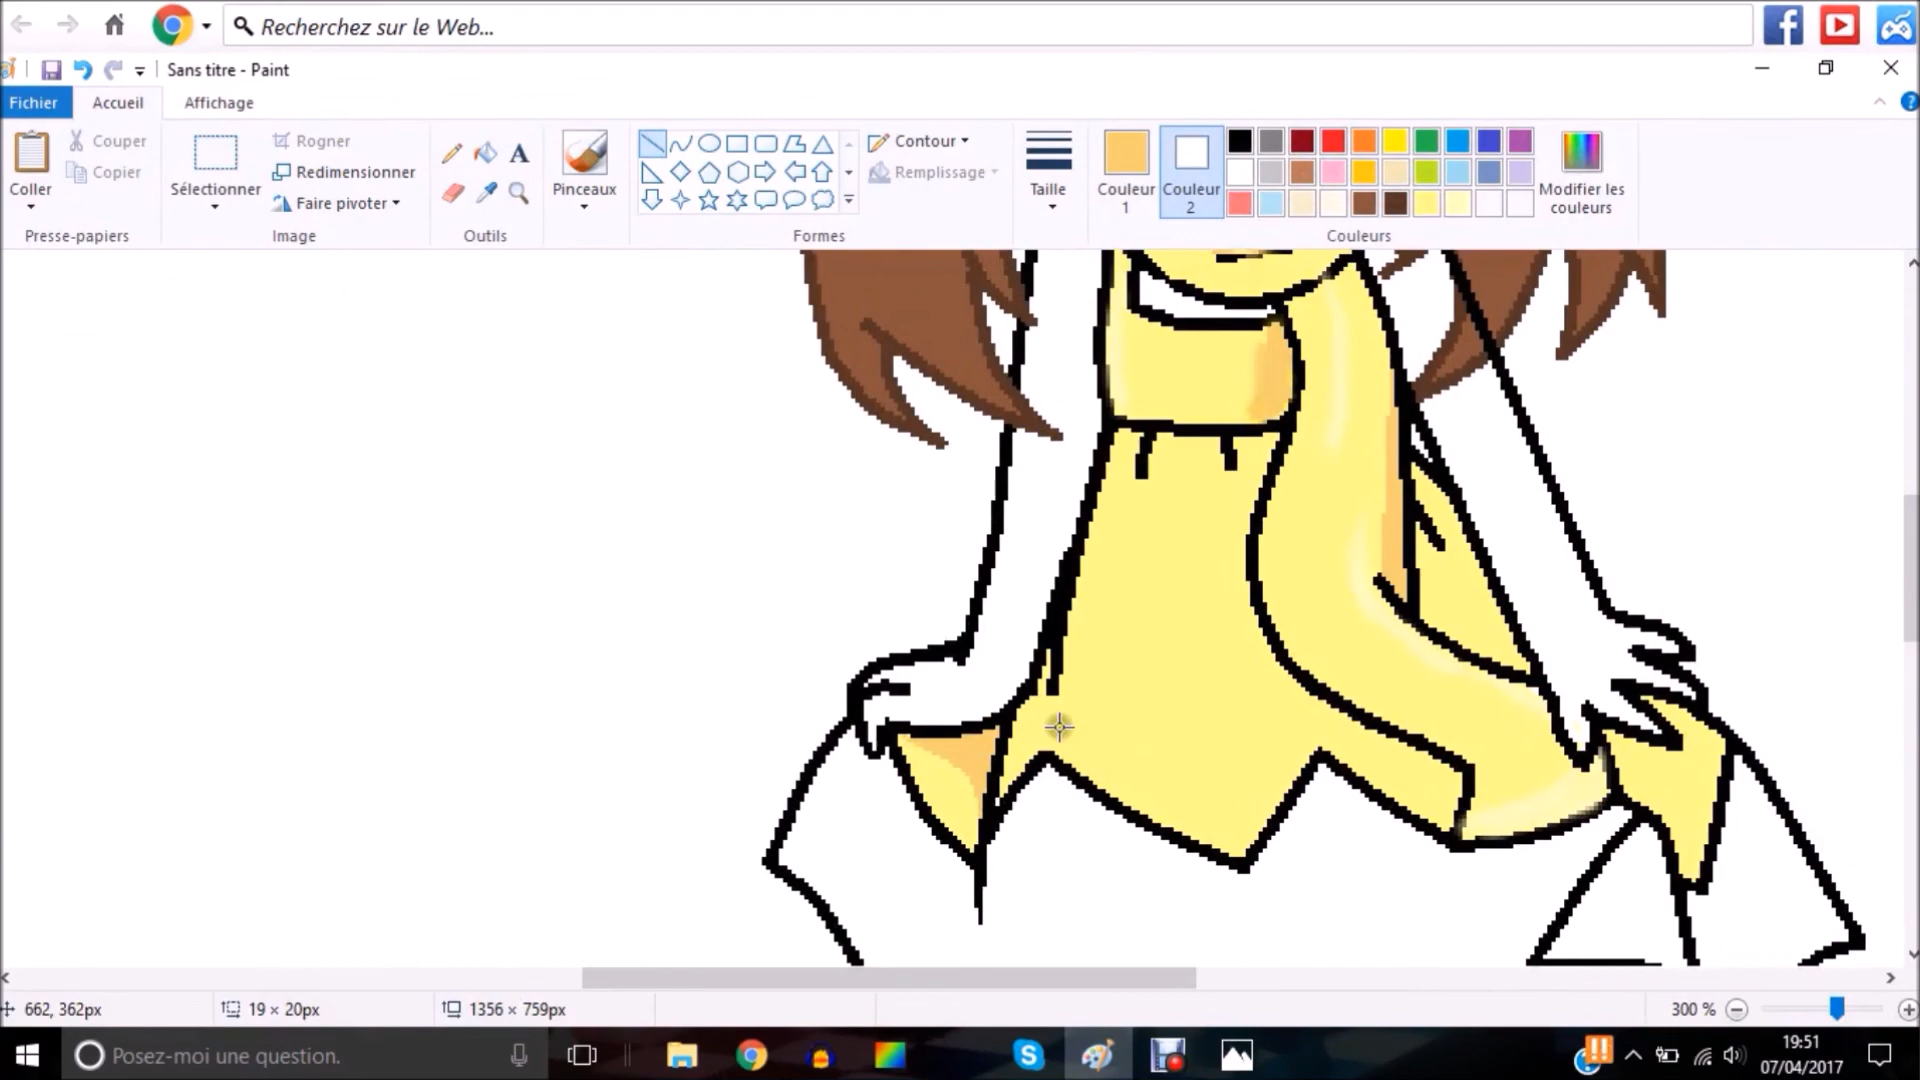 Recherchez sur le Web...
Sans titre - Paint
Fichier Accueil Affichage
Coller
Couper
Copier
Presse-papiers
Sélectionner
Rogner
Redimensionner
Faire pivoter
Image
A
Outils
Pinceaux
Contour
Remplissage
Formes
Taille
Couleur 1
Couleur 2
Modifier les couleurs
Couleurs
662, 362px 19 × 20px 1356 × 759px 300 %
Posez-moi une question.
19:51
07/04/2017